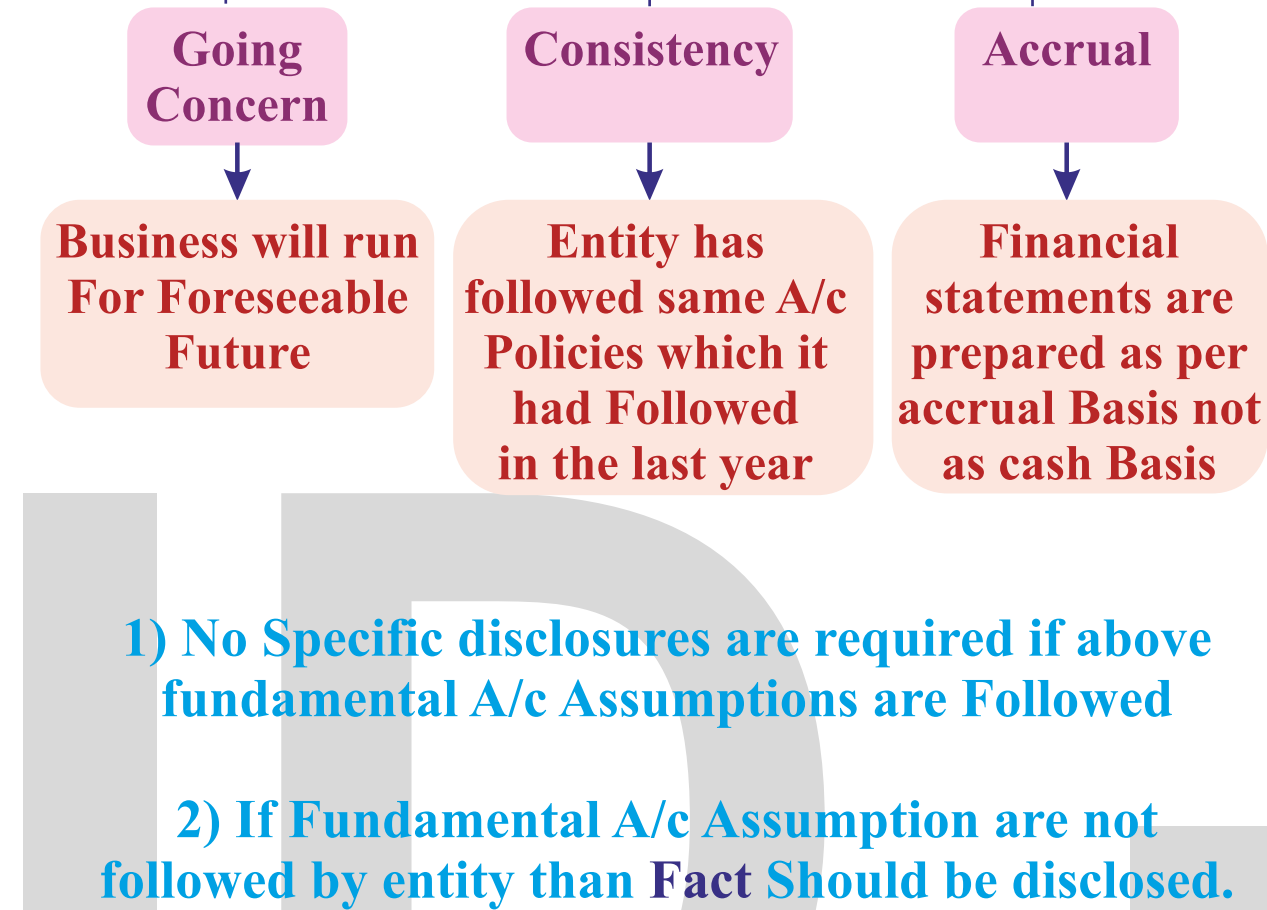 Going
Concern
Consistency
Accrual
Business will run
For Foreseeable
Future
Entity has
followed same A/c
Policies which it
had Followed
in the last year
Financial
statements are
prepared as per
accrual Basis not
as cash Basis
1) No Specific disclosures are required if above
fundamental A/c Assumptions are Followed
2) If Fundamental A/c Assumption are not
followed by entity than Fact Should be disclosed.